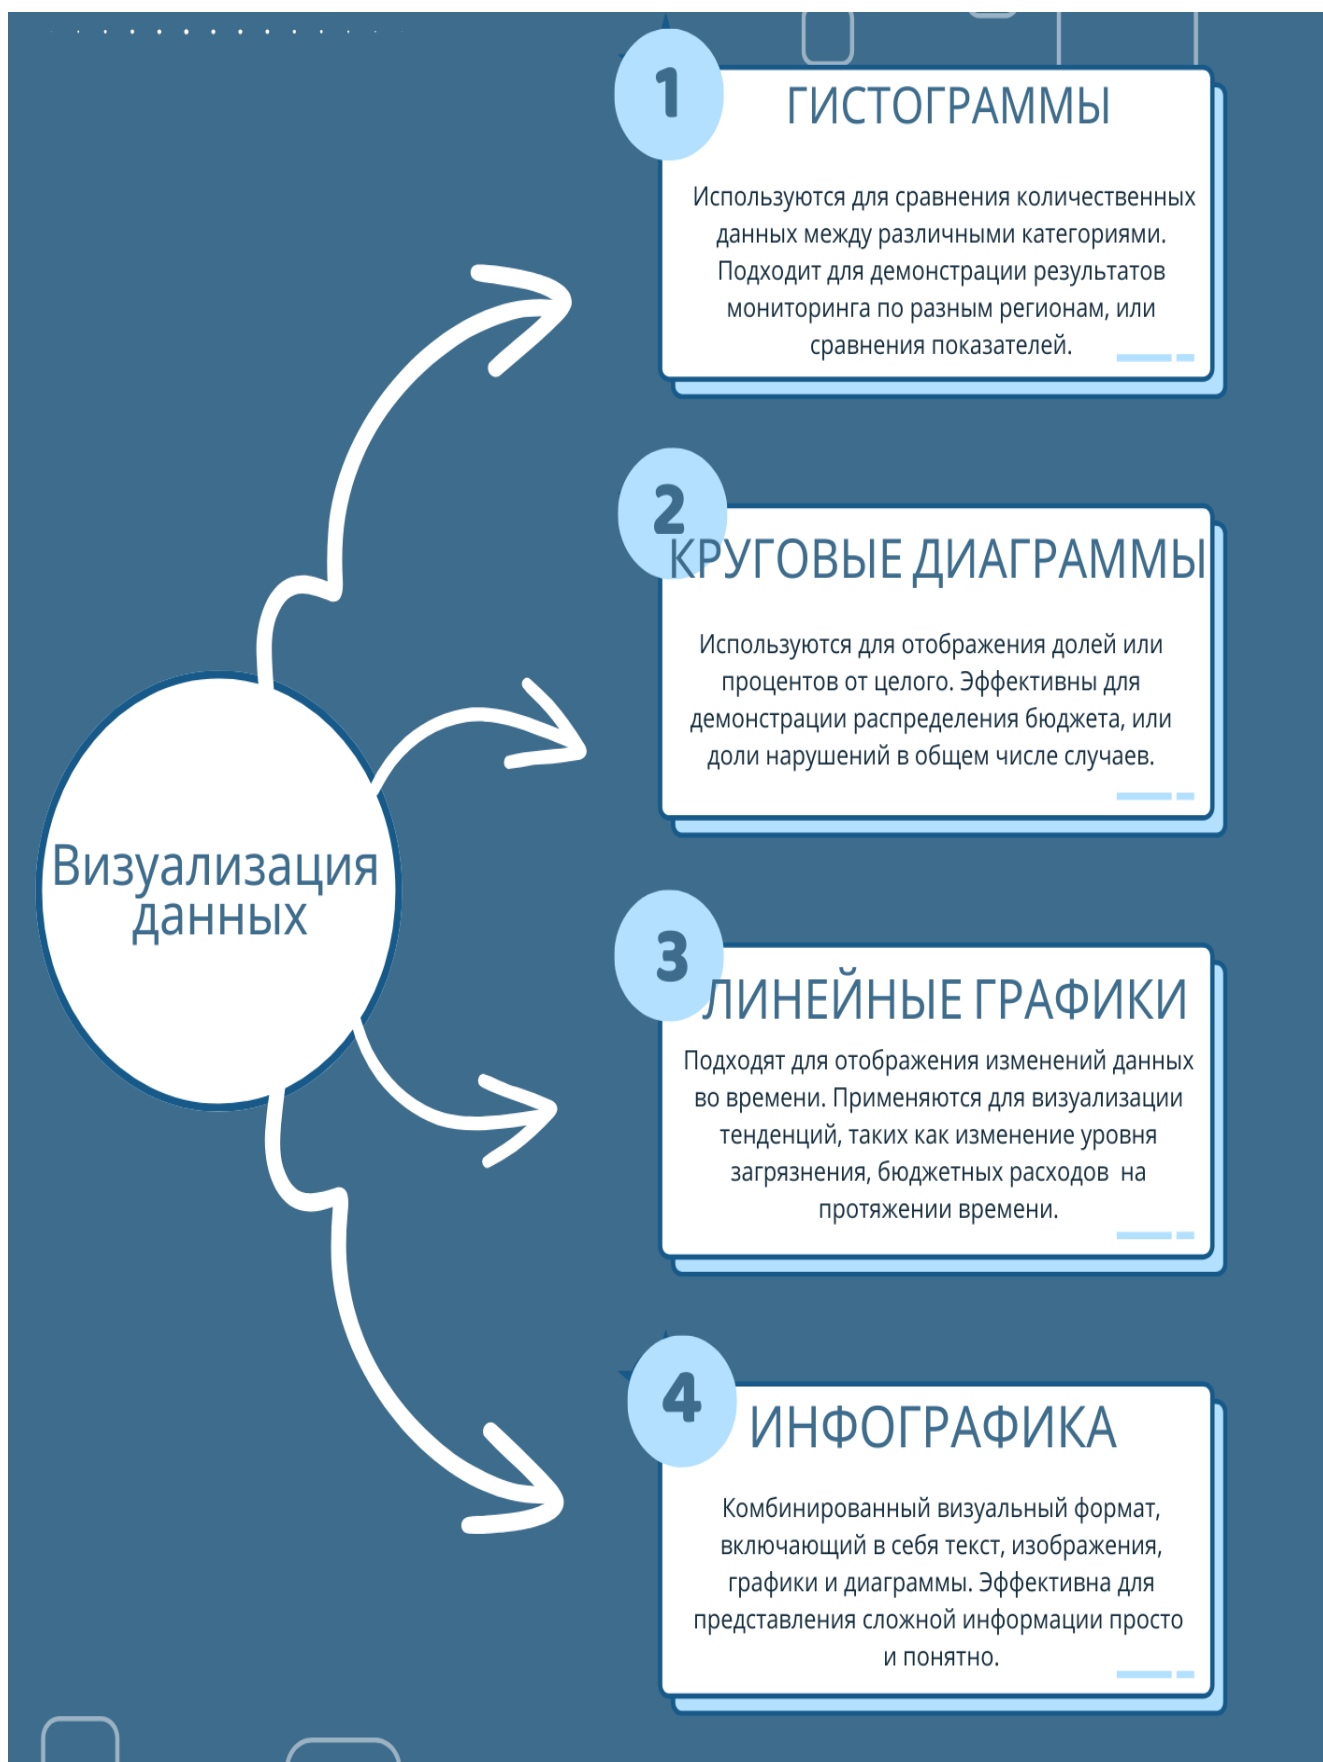 Визуализация
данных
1
ГИСТОГРАММЫ
Используются для сравнения количественных
данных между различными категориями.
Подходит для демонстрации результатов
мониторинга по разным регионам, или
сравнения показателей.
2
КРУГОВЫЕ ДИАГРАММЫ
Используются для отображения долей или
процентов от целого. Эффективны для
демонстрации распределения бюджета, или
доли нарушений в общем числе случаев.
3
ЛИНЕЙНЫЕ ГРАФИКИ
Подходят для отображения изменений данных
во времени. Применяются для визуализации
тенденций, таких как изменение уровня
загрязнения, бюджетных расходов  на
протяжении времени.
4
ИНФОГРАФИКА
Комбинированный визуальный формат,
включающий в себя текст, изображения,
графики и диаграммы. Эффективна для
представления сложной информации просто
и понятно.